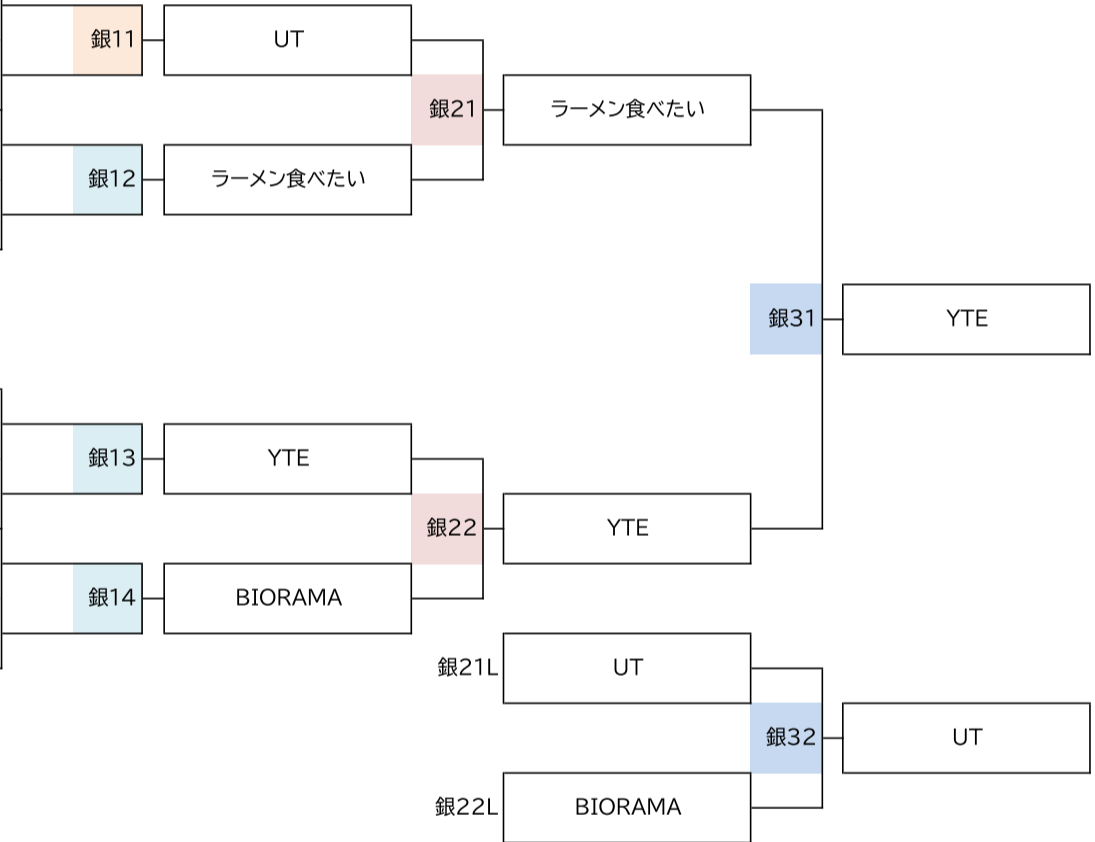 銀11
UT
銀21
ラーメン食べたい
銀12
ラーメン食べたい
銀31
YTE
銀13
YTE
銀22
YTE
銀14
BIORAMA
銀21L
UT
銀32
UT
銀22L
BIORAMA